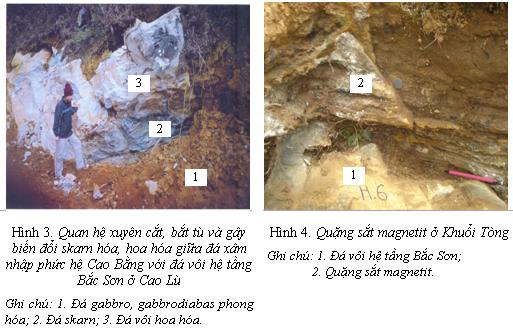 3
2
1
2
1
H.6
Hình 3. Quan hệ xuyên cắt, bắt tù và gây
biến đổi skarn hóa, hoa hóa giữa đá xâm
nhập phức hệ Cao Bằng với đá vôi hệ tầng
Bắc Sơn ở Cao Lù
Ghi chú: 1. Đá gabbro, gabbrodiabas phong
hóa; 2. Đá skarn; 3. Đá vôi hoa hóa.
Hình 4. Quặng sắt magnetit ở Khuổi Tòng
Ghi chú: 1. Đá vôi hệ tầng Bắc Sơn;
2. Quặng sắt magnetit.